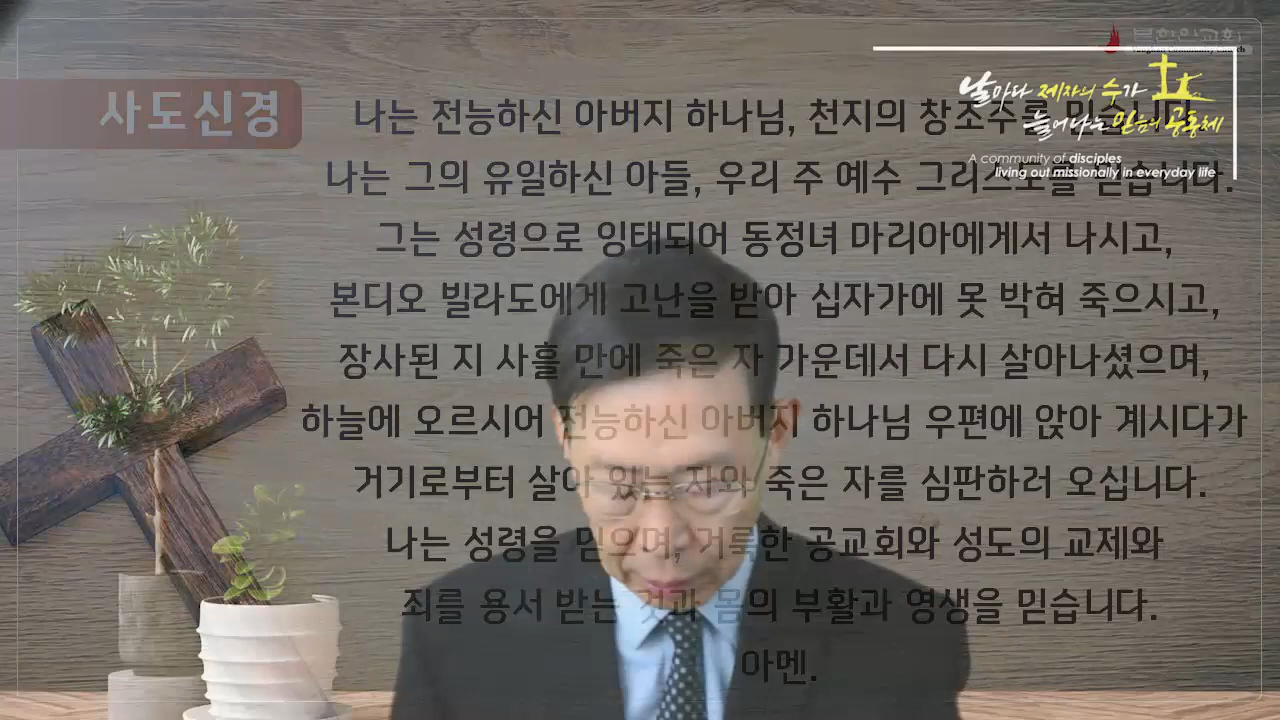 사도신경
나는 전능하신 아버지 하나님, 천지의 창조주를 믿습니다.
나는 그의 유일하신 아들, 우리 주 예수 그리스도를 믿습니다.
그는 성령으로 잉태되어 동정녀 마리아에게서 나시고,
본디오 빌라도에게 고난을 받아 십자가에 못 박혀 죽으시고,
장사된 지 사흘 만에 죽은 자 가운데서 다시 살아나셨으며,
하늘에 오르시어 전능하신 아버지 하나님 우편에 앉아 계시다가
거기로부터 살아 있는 자와 죽은 자를 심판하러 오십니다.
나는 성령을 믿으며, 거룩한 공교회와 성도의 교제와
죄를 용서 받는 것과 몸의 부활과 영생을 믿습니다.
아멘.
날마다 제자의 수가
늘어나는 믿음의 공동체
A community of disciples
living out missionally in everyday life
Community Church